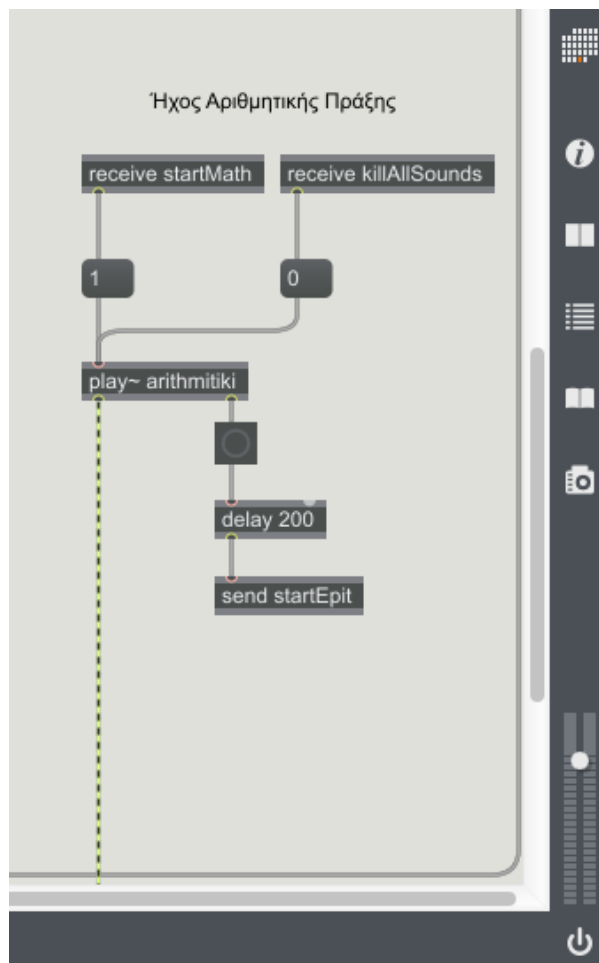 Ήχος Αριθμητικής Πράξης
receive startMath
receive killAllSounds
1
0
play~ arithmitiki
delay 200
send startEpit